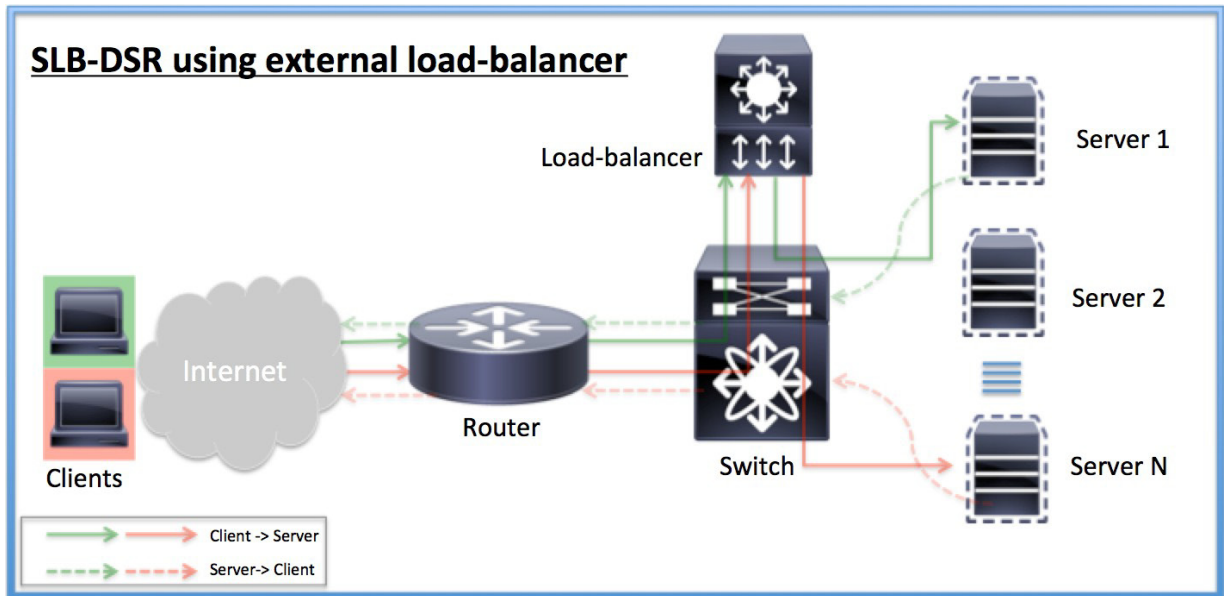 SLB-DSR using external load-balancer
Load-balancer
Server 1
Server 2
Internet
Router
Switch
Server N
Clients
Client -> Server
Server-> Client